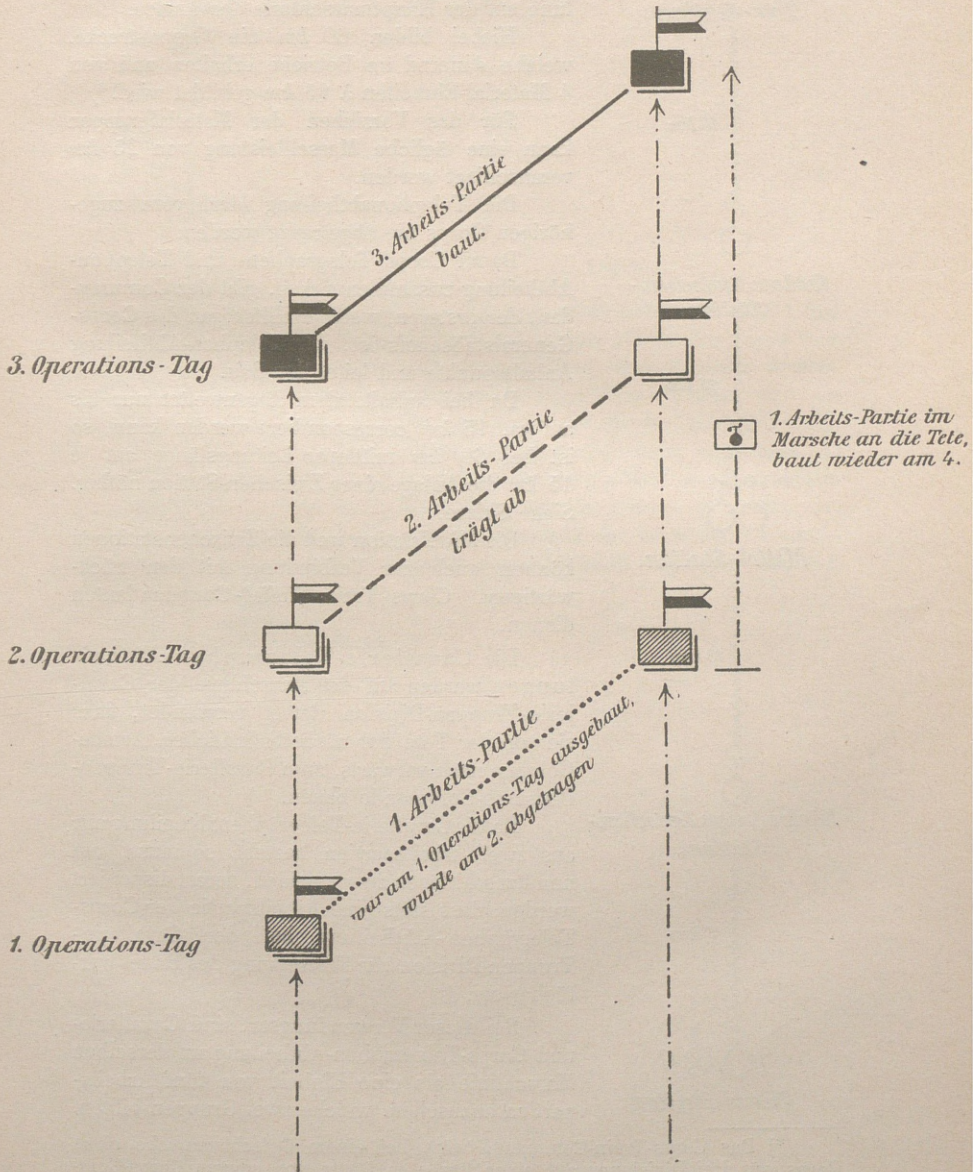 3. Arbeits-Partie
baut.
3. Operations-Tag
1. Arbeits-Partie im
Marsche an die Tete,
baut wieder am 4.
2. Arbeits-Partie
trägt ab
2. Operations-Tag
1. Arbeits-Partie
war am 1. Operations-Tag ausgebaut,
wurde am 2. abgetragen
1. Operations-Tag